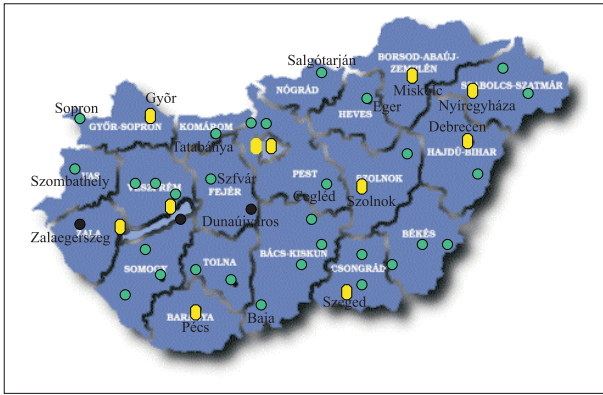 Salgótarján
BORSOD-ABAÚJ-
ZEMPLÉN
Miskolc
SZABOLCS-SZATMÁR
Nyíregyháza
NÓGRÁD
HEVES
Eger
Sopron
Győr
GYŐR-SOPRON
KOMÁROM
Tatabánya
Debrecen
HAJDÚ-BIHAR
VAS
Szombathely
VESZPRÉM
Szfvár
FEJÉR
PEST
Cegléd
SZOLNOK
Szolnok
Dunaújváros
ZALA
Zalaegerszeg
SOMOGY
TOLNA
BÁCS-KISKUN
CSONGRÁD
BÉKÉS
Szeged
BARANYA
Pécs
Baja